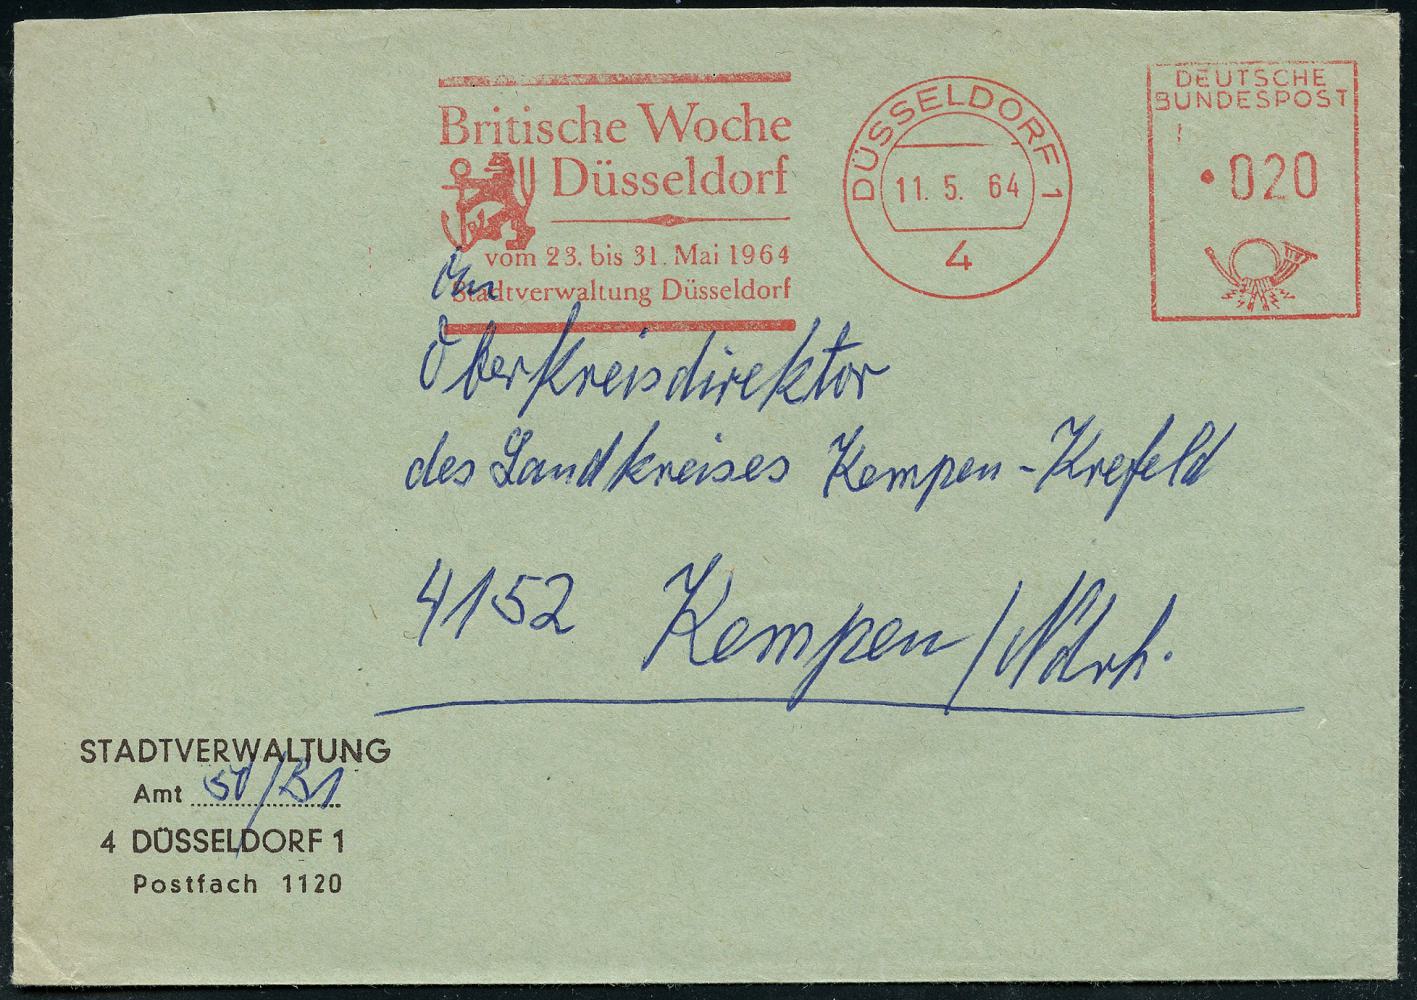 Britische Woche
Düsseldorf
vom 23. bis 31. Mai 1964
Stadtverwaltung Düsseldorf
DÜSSELDORF 1
11. 5. 64
4
DEUTSCHE
BUNDESPOST
020
An
Oberkreisdirektor
des Landkreises Kempen-Krefeld
4152 Kempen/Ndrh.
STADTVERWALTUNG
Amt
4 DÜSSELDORF 1
Postfach 1120